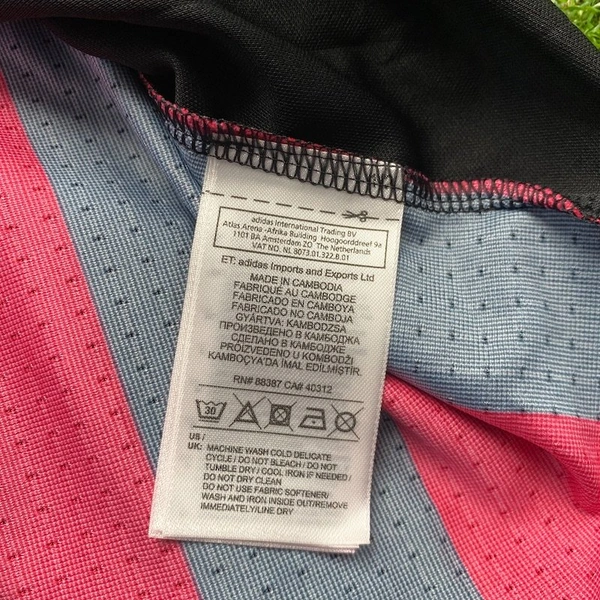 adidas International Trading BV
Atlas Arena -Afrika Building Hoogoorddreef 9a
1101 BA Amsterdam ZO The Netherlands
VAT NO. NL 8073.01.322.B.01
ET: adidas Imports and Exports Ltd
MADE IN CAMBODIA
FABRIQUÉ AU CAMBODGE
FABRICADO EN CAMBOYA
FABRICADO NO CAMBOJA
GYÁRTVA: KAMBODZSA
ПРОИЗВЕДЕНО В КАМБОДЖА
СДЕЛАНО В КАМБОДЖЕ
PROIZVEDENO U KOMBODŽI
KAMBOÇYA'DA İMAL EDİLMİŞTİR.
RN# 88387 CA# 40312
30
US /
UK: MACHINE WASH COLD DELICATE
CYCLE / DO NOT BLEACH / DO NOT
TUMBLE DRY / COOL IRON IF NEEDED/
DO NOT DRY CLEAN
DO NOT USE FABRIC SOFTENER/
WASH AND IRON INSIDE OUT/REMOVE
IMMEDIATELY/LINE DRY